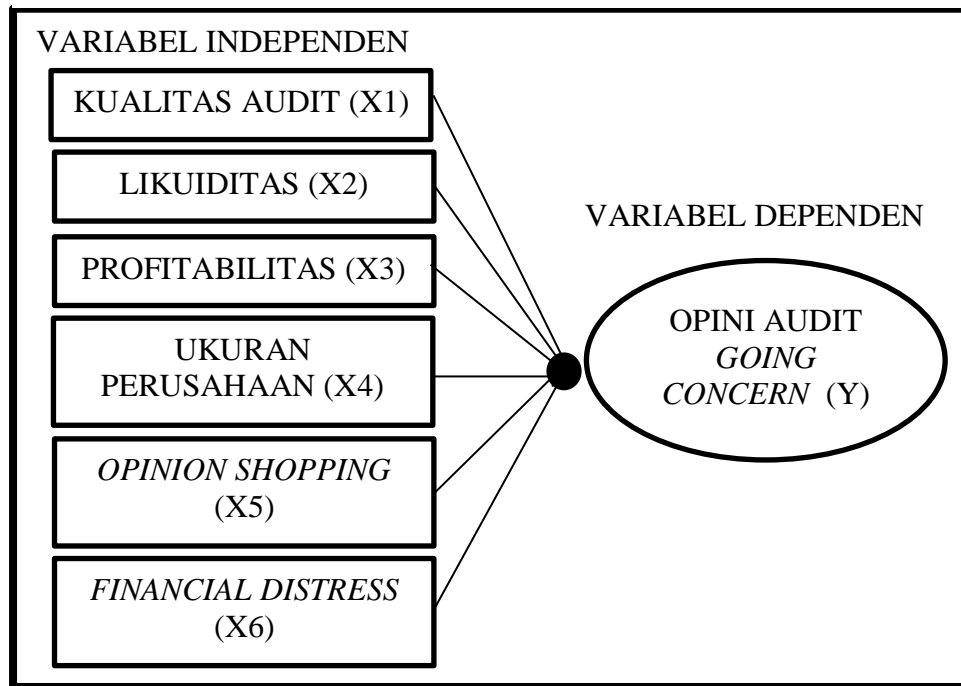 VARIABEL INDEPENDEN
KUALITAS AUDIT (X1)
LIKUIDITAS (X2)
PROFITABILITAS (X3)
UKURAN
PERUSAHAAN (X4)
OPINION SHOPPING
(X5)
FINANCIAL DISTRESS
(X6)
VARIABEL DEPENDEN
OPINI AUDIT
GOING
CONCERN (Y)